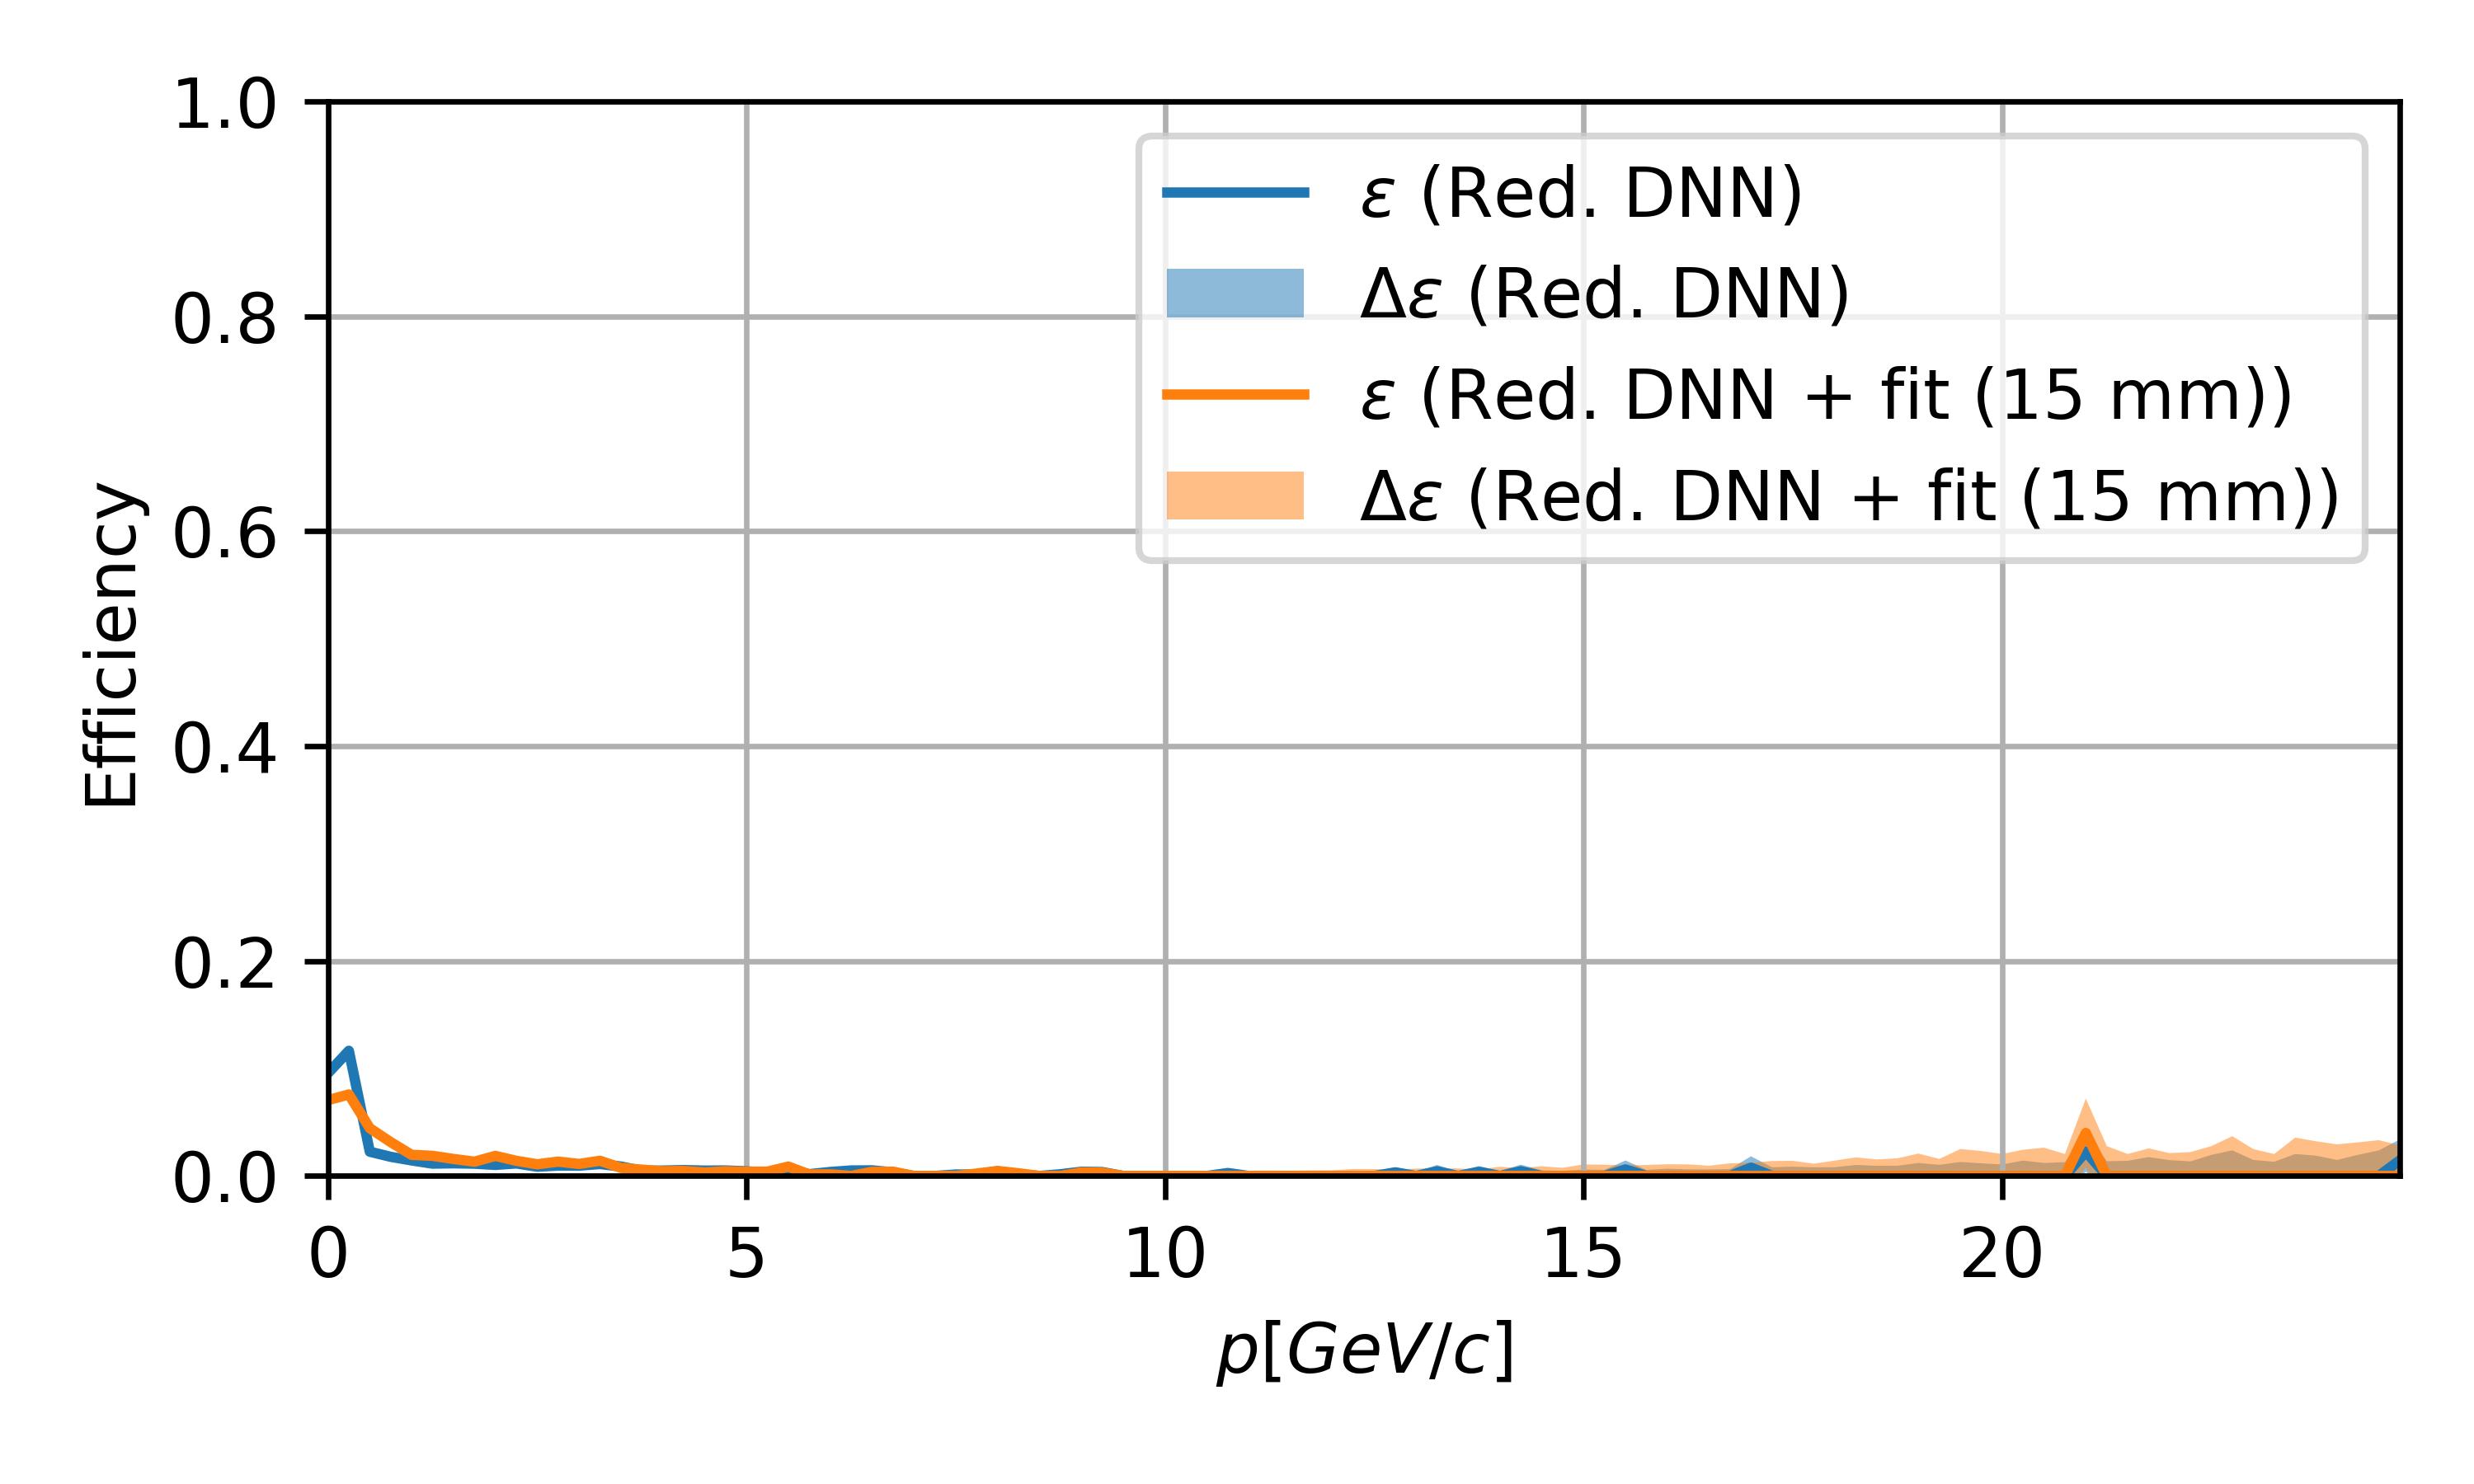 1.0
0.8
0.6
0.4
0.2
0.0
Efficiency
ε (Red. DNN)
Δε (Red. DNN)
ε (Red. DNN + fit (15 mm))
Δε (Red. DNN + fit (15 mm))
0 5 10 15 20
p[GeV/c]